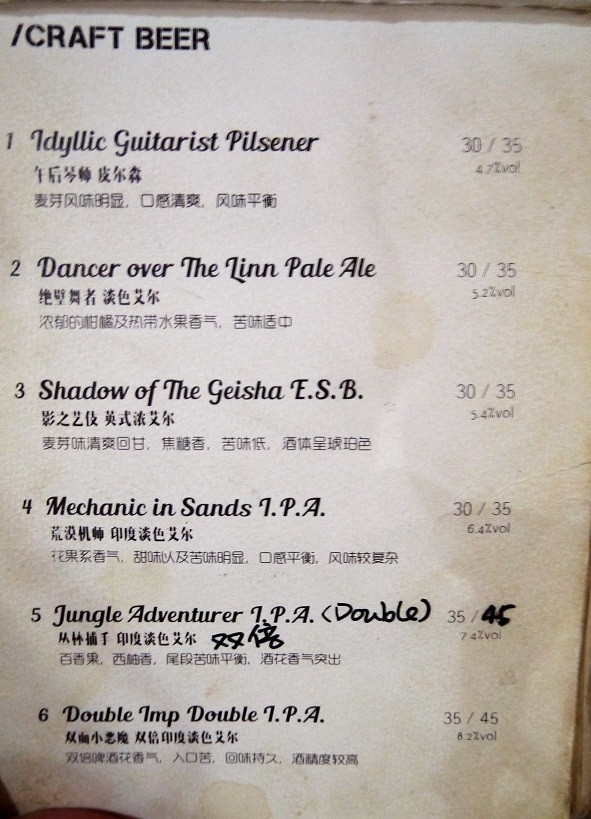 /CRAFT BEER
1 Idyllic Guitarist Pilsener 30 / 35
午后琴师 皮尔森 4.7%vol
麦芽风味明显, 口感清爽, 风味平衡
2 Dancer over The Linn Pale Ale 30 / 35
绝壁舞者 淡色艾尔 5.2%vol
浓郁的柑橘及热带水果香气, 苦味适中
3 Shadow of The Geisha E.S.B. 30 / 35
影之艺伎 英式浓艾尔 5.4%vol
麦芽味清爽回甘, 焦糖香, 苦味低, 酒体呈琥珀色
4 Mechanic in Sands I.P.A. 30 / 35
荒漠机师 印度淡色艾尔 6.4%vol
花果系香气, 甜味以及苦味明显, 口感平衡, 风味较复杂
5 Jungle Adventurer I.P.A. (Double) 35 / 45
丛林捕手 印度淡色艾尔 双倍 7.4%vol
百香果, 西柚香, 尾段苦味平衡, 酒花香气突出
6 Double Imp Double I.P.A. 35 / 45
双面小恶魔 双倍印度淡色艾尔 8.2%vol
双倍啤酒花香气, 入口苦, 回味持久, 酒精度较高